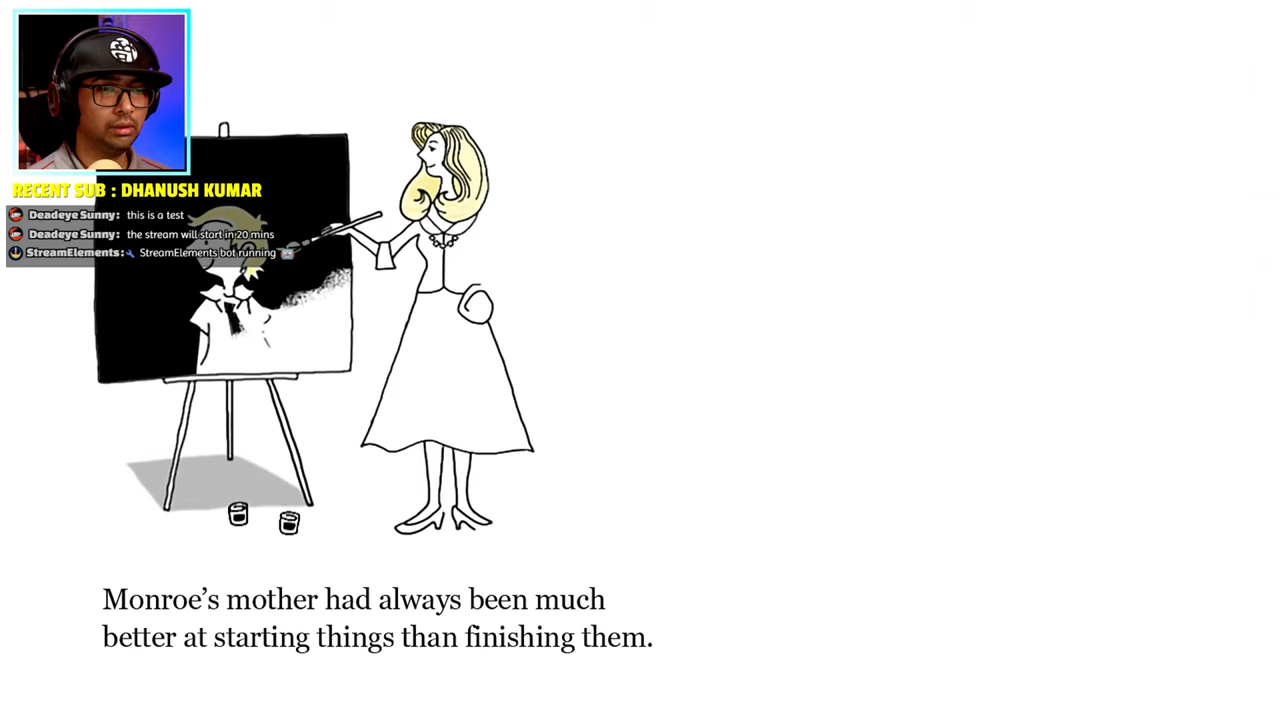 RECENT SUB : DHANUSH KUMAR
Deadeye Sunny: this is a test
Deadeye Sunny: the stream will start in 20 mins
StreamElements: StreamElements bot running
Monroe’s mother had always been much
better at starting things than finishing them.